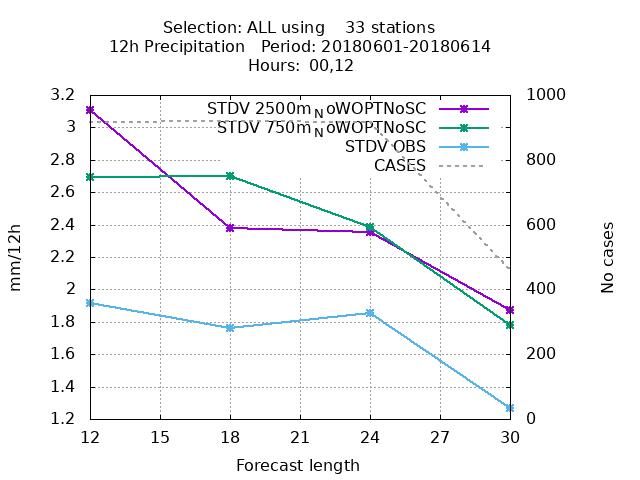 Selection: ALL using 33 stations
12h Precipitation Period: 20180601-20180614
Hours: 00,12
STDV 2500m_NoWOPTNoSC
STDV 750m_NoWOPTNoSC
STDV OBS
CASES
3.2
3
2.8
2.6
2.4
2.2
2
1.8
1.6
1.4
1.2
mm/12h
1000
800
600
400
200
0
No cases
12 15 18 21 24 27 30
Forecast length